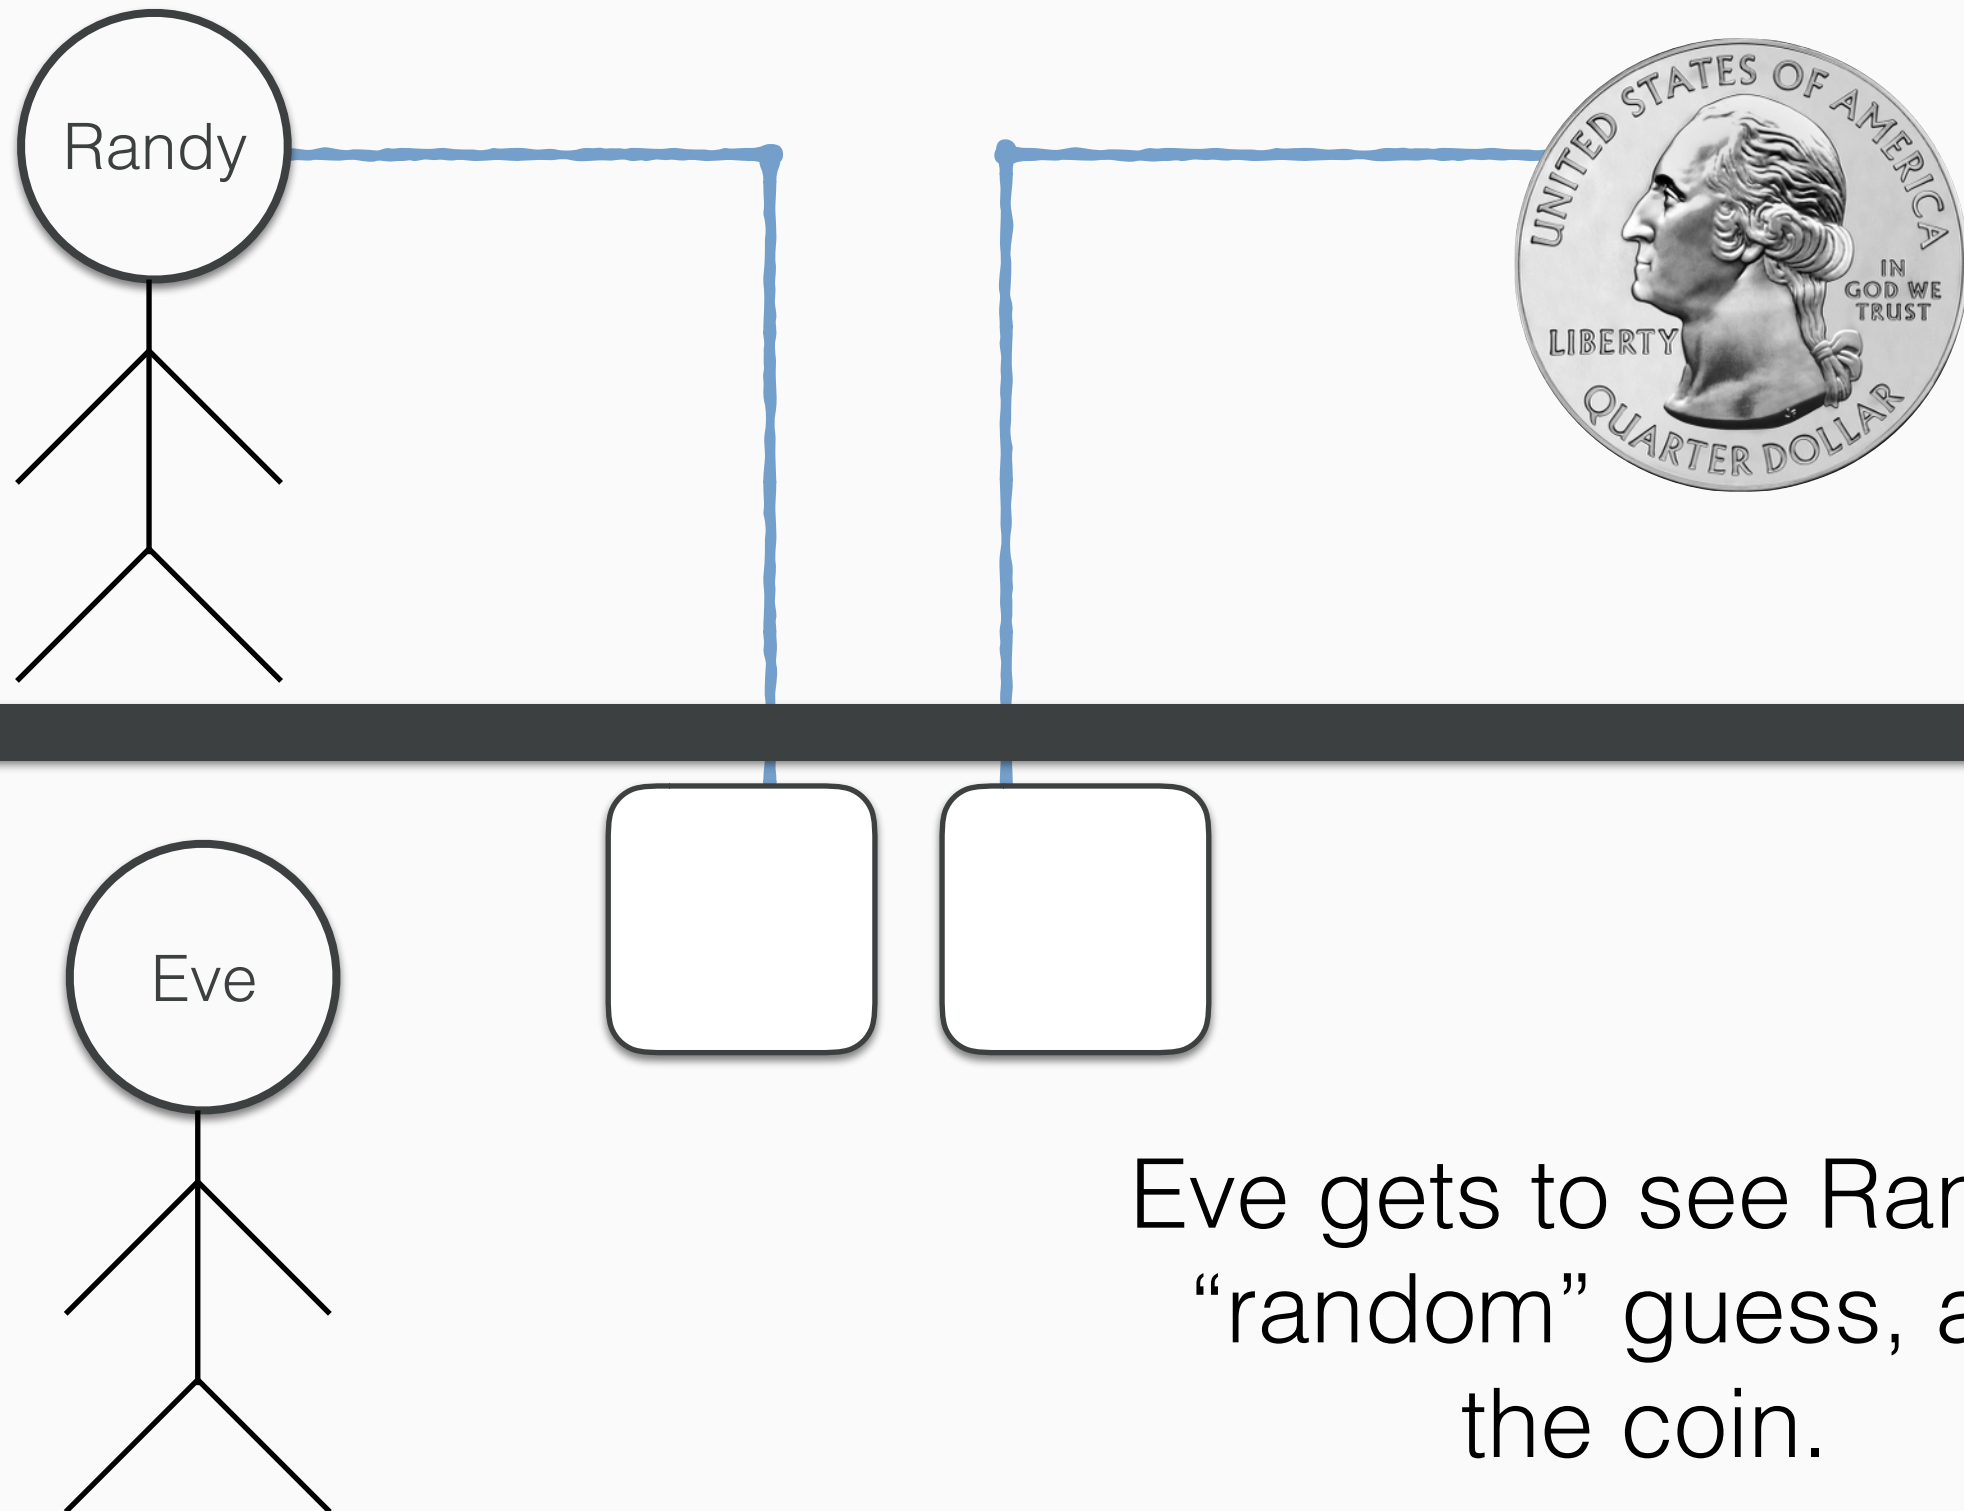 Randy
UNITED STATES OF AMERICA
IN
GOD WE
TRUST
LIBERTY
QUARTER DOLLAR
Eve
Eve gets to see
“random” guess,
the coin.